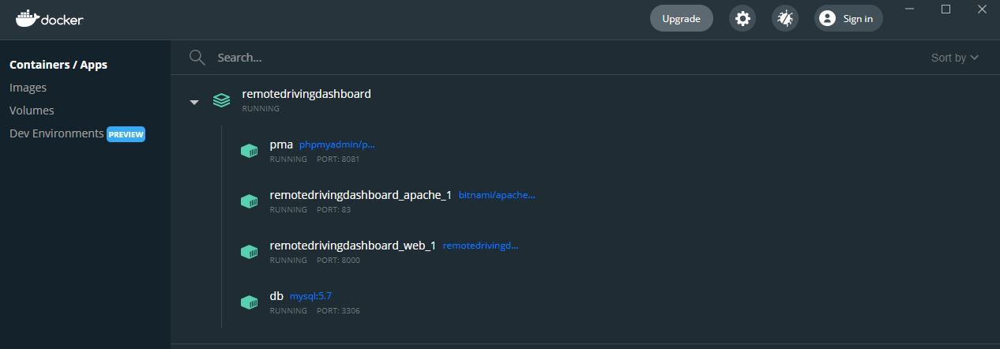 docker
Upgrade
Sign in
Containers / Apps
Images
Volumes
Dev Environments PREVIEW
Search...
Sort by
remotedrivingdashboard
RUNNING
pma phpmyadmin/p...
RUNNING PORT: 8081
remotedrivingdashboard_apache_1 bitnami/apache...
RUNNING PORT: 83
remotedrivingdashboard_web_1 remotedrivingd...
RUNNING PORT: 8000
db mysql:5.7
RUNNING PORT: 3306